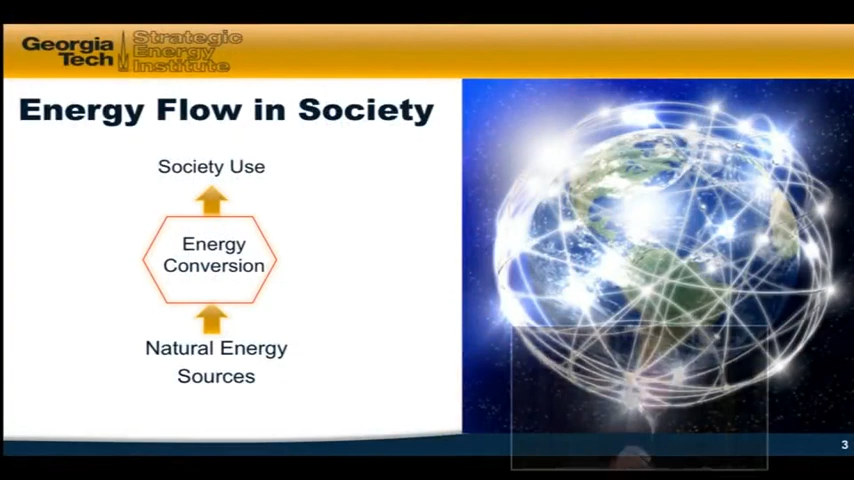 Georgia
Tech
Strategic
Energy
Institute
Energy Flow in Society
Society Use
Energy
Conversion
Natural Energy
Sources
3